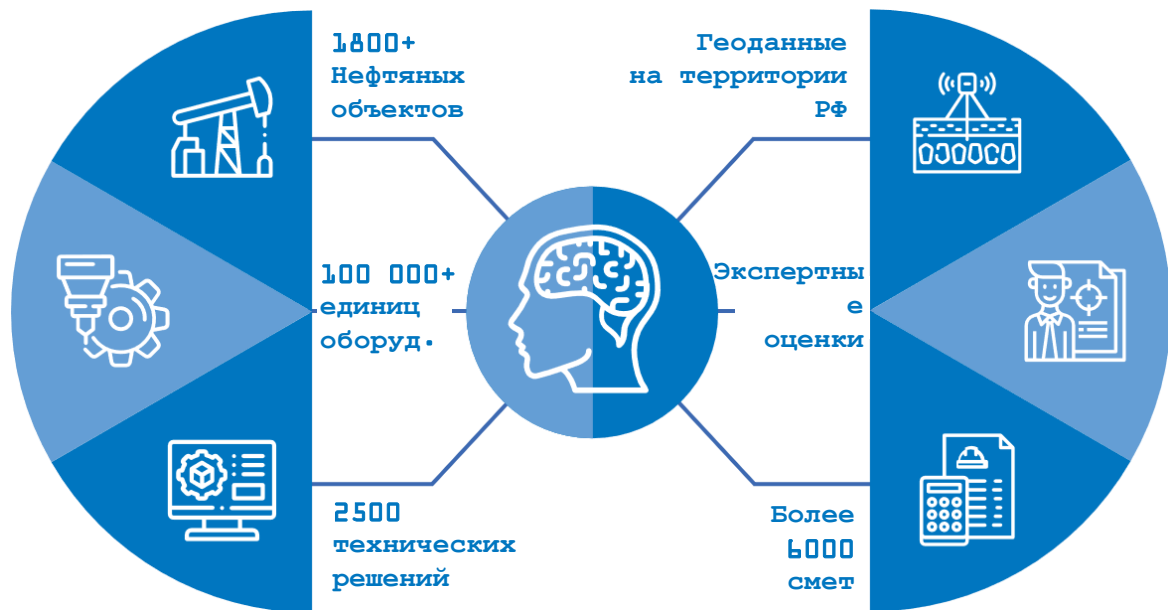 1800+
Нефтяных
объектов
Геоданные
на территории
РФ
100 000+
единиц
оборуд.
Экспертны
е
оценки
2500
технических
решений
Более
6000
смет